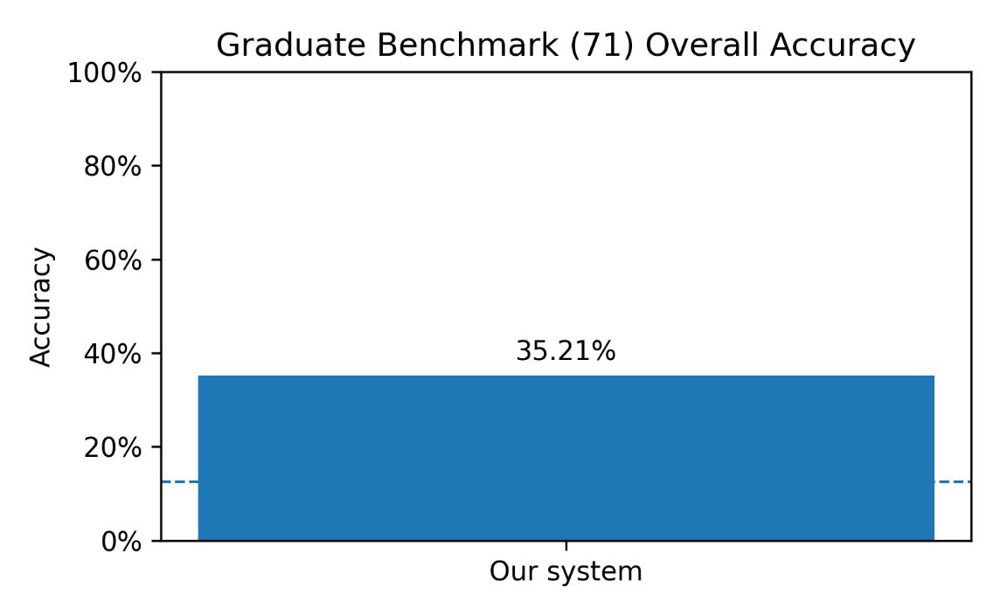 Graduate Benchmark (71) Overall Accuracy
100%
80%
60%
40%
20%
0%
Accuracy
35.21%
Our system